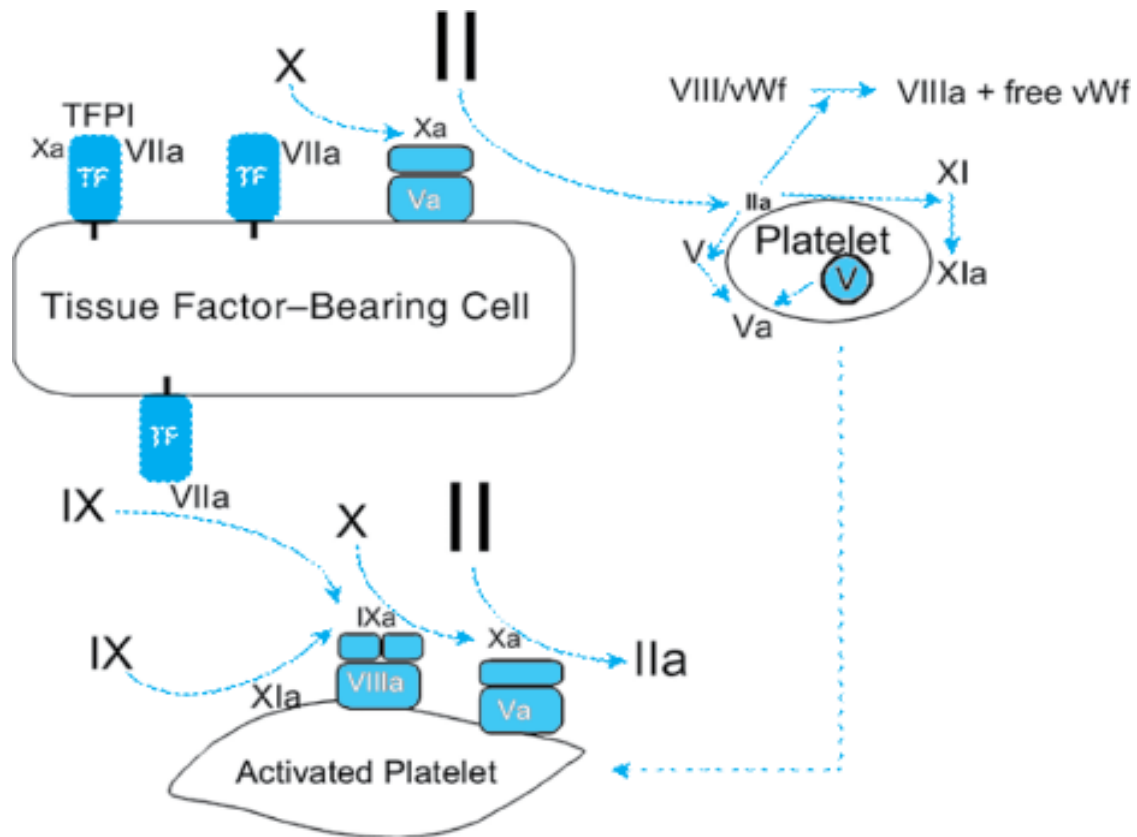 X
II
VIII/vWf
VIIIa + free vWf
TFPI
Xa
TF
VIIa
TF
VIIa
Xa
Va
IIa
XI
Platelet
V
V
XIa
Va
Tissue Factor–Bearing Cell
TF
VIIa
IX
X
II
IXa
Xa
IIa
IX
XIa
VIIIa
Va
Activated Platelet